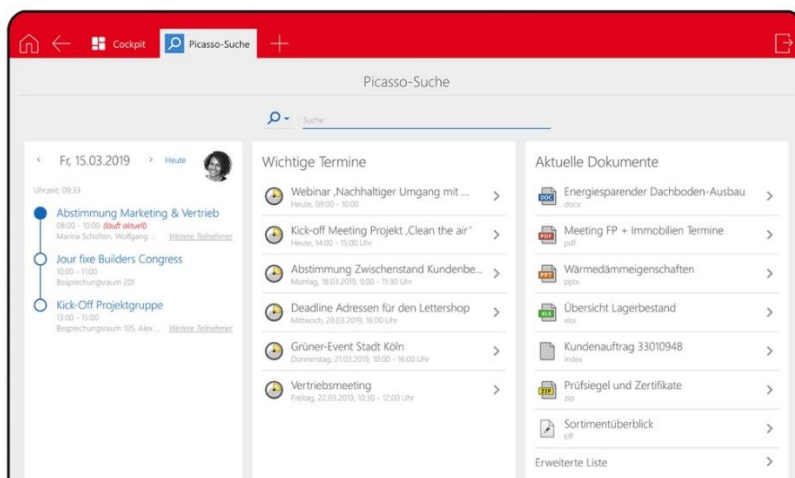 Cockpit
Picasso-Suche
Picasso-Suche
Suche
Fr, 15.03.2019
Heute
Uhrzeit: 09:33
Abstimmung Marketing & Vertrieb
08:00 - 10:00 (läuft aktuell)
Marina Scholten, Wolfgang ... Weitere Teilnehmer
Jour fixe Builders Congress
10:00 - 11:00
Besprechungsraum 201
Kick-Off Projektgruppe
13:00 - 15:00
Besprechungsraum 105, Alex ... Weitere Teilnehmer
Wichtige Termine
Webinar ‚Nachhaltiger Umgang mit ...
Heute, 09:00 - 10:00
Kick-off Meeting Projekt ‚Clean the air‘
Heute, 14:00 - 15:00 Uhr
Abstimmung Zwischenstand Kundenbe...
Montag, 18.03.2019, 9:00 - 11:30 Uhr
Deadline Adressen für den Lettershop
Mittwoch, 20.03.2019, 16:00 Uhr
Grüner-Event Stadt Köln
Donnerstag, 21.03.2019, 10:00 - 16:00 Uhr
Vertriebsmeeting
Freitag, 22.03.2019, 10:30 - 12:00 Uhr
Aktuelle Dokumente
DOC
Energiesparender Dachboden-Ausbau
docx
PDF
Meeting FP + Immobilien Termine
pdf
PPT
Wärmedämmeigenschaften
pptx
XLS
Übersicht Lagerbestand
xlsx
Kundenauftrag 33010948
index
ZIP
Prüfsiegel und Zertifikate
zip
Sortimentüberblick
tiff
Erweiterte Liste